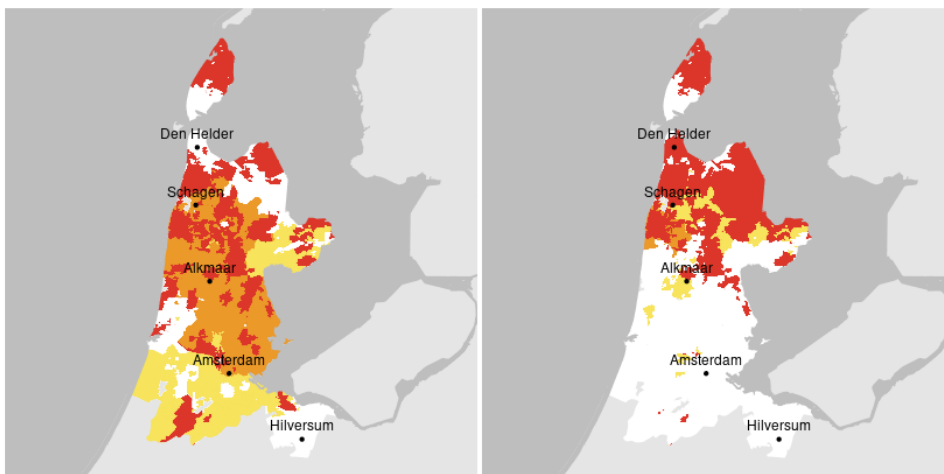 Den Helder
Schagen
Alkmaar
Amsterdam
Hilversum
Den Helder
Schagen
Alkmaar
Amsterdam
Hilversum